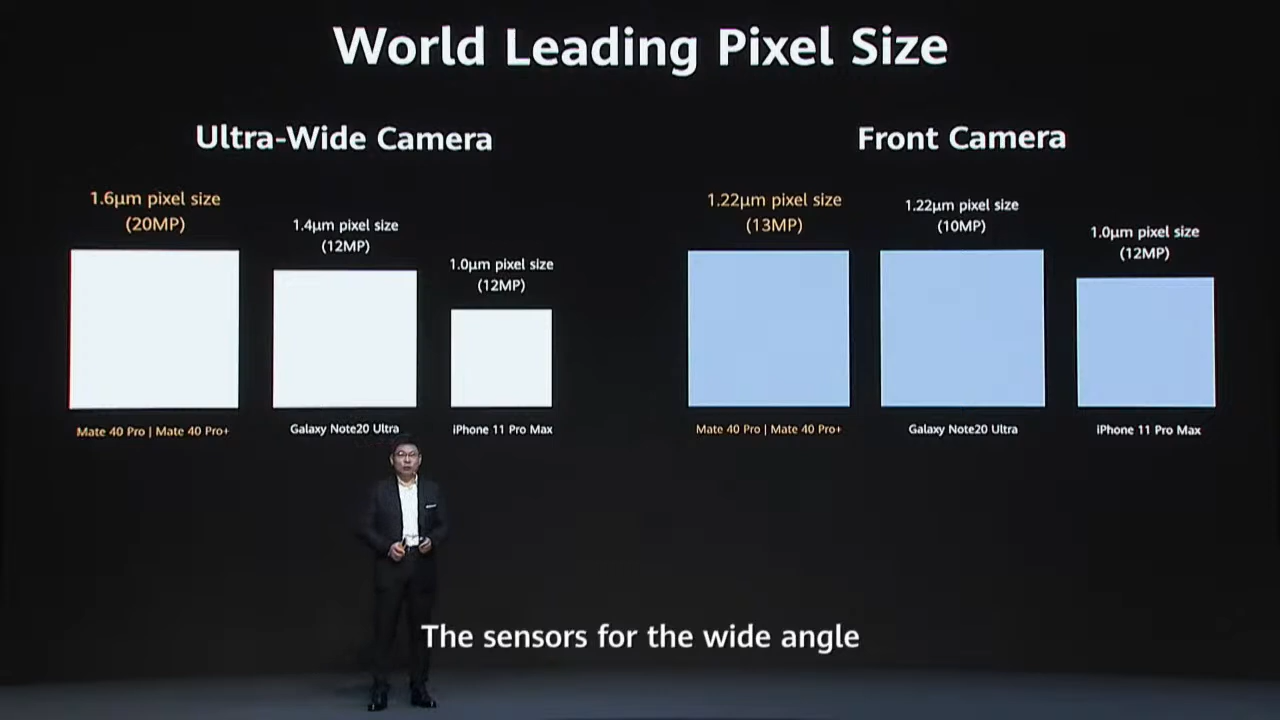 World Leading Pixel Size
Ultra-Wide Camera
1.6μm pixel size
(20MP)
1.4μm pixel size
(12MP)
1.0μm pixel size
(12MP)
Mate 40 Pro | Mate 40 Pro+
Galaxy Note20 Ultra
iPhone 11 Pro Max
Front Camera
1.22μm pixel size
(13MP)
1.22μm pixel size
(10MP)
1.0μm pixel size
(12MP)
Mate 40 Pro | Mate 40 Pro+
Galaxy Note20 Ultra
iPhone 11 Pro Max
The sensors for the wide angle